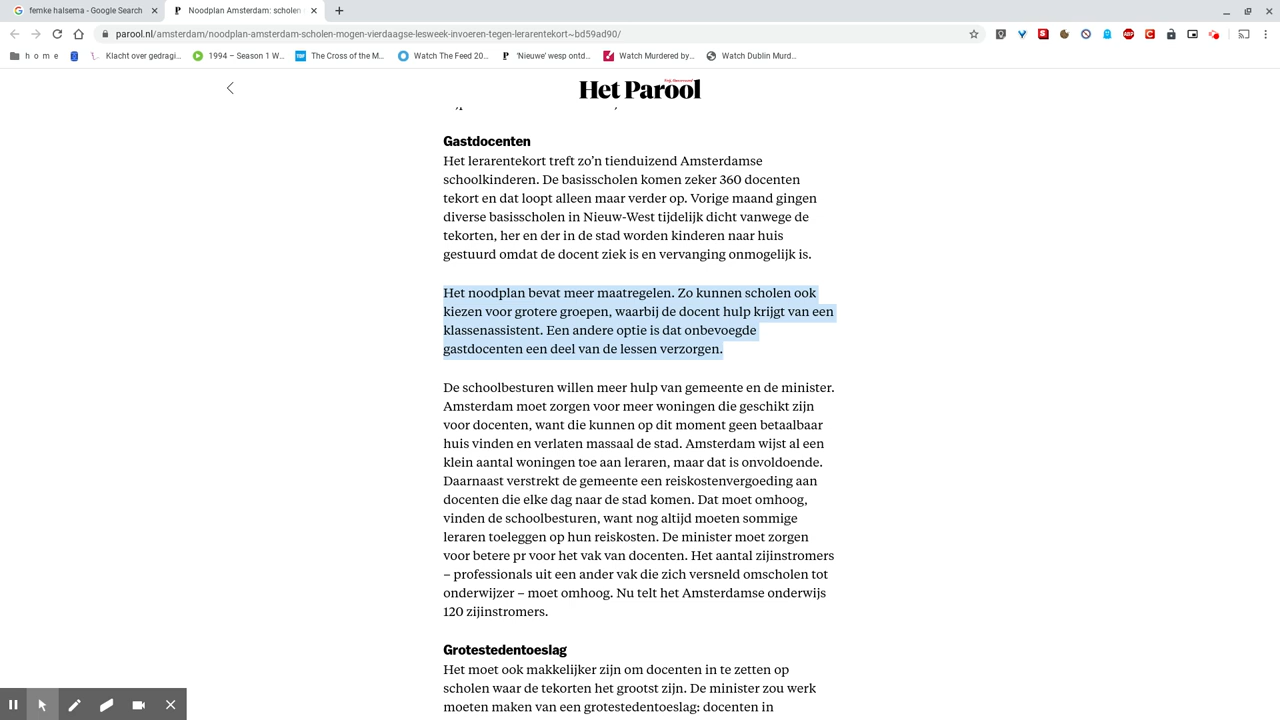 femke halsema - Google Search
Noodplan Amsterdam: scholen
parool.nl/amsterdam/noodplan-amsterdam-scholen-mogen-vierdaagse-lesweek-invoeren-tegen-lerarentekort~bd59ad90/
h o m e
Klacht over gedragi...
1994 – Season 1 W...
The Cross of the M...
Watch The Feed 20...
'Nieuwe' wesp ontd...
Watch Murdered by...
Watch Dublin Murd...
Het Parool
Gastdocenten
Het lerarentekort treft zo'n tienduizend Amsterdamse
schoolkinderen. De basisscholen komen zeker 360 docenten
tekort en dat loopt alleen maar verder op. Vorige maand gingen
diverse basisscholen in Nieuw-West tijdelijk dicht vanwege de
tekorten, her en der in de stad worden kinderen naar huis
gestuurd omdat de docent ziek is en vervanging onmogelijk is.
Het noodplan bevat meer maatregelen. Zo kunnen scholen ook
kiezen voor grotere groepen, waarbij de docent hulp krijgt van een
klassenassistent. Een andere optie is dat onbevoegde
gastdocenten een deel van de lessen verzorgen.
De schoolbesturen willen meer hulp van gemeente en de minister.
Amsterdam moet zorgen voor meer woningen die geschikt zijn
voor docenten, want die kunnen op dit moment geen betaalbaar
huis vinden en verlaten massaal de stad. Amsterdam wijst al een
klein aantal woningen toe aan leraren, maar dat is onvoldoende.
Daarnaast verstrekt de gemeente een reiskostenvergoeding aan
docenten die elke dag naar de stad komen. Dat moet omhoog,
vinden de schoolbesturen, want nog altijd moeten sommige
leraren toeleggen op hun reiskosten. De minister moet zorgen
voor betere pr voor het vak van docenten. Het aantal zijinstromers
– professionals uit een ander vak die zich versneld omscholen tot
onderwijzer – moet omhoog. Nu telt het Amsterdamse onderwijs
120 zijinstromers.
Grotestedentoeslag
Het moet ook makkelijker zijn om docenten in te zetten op
scholen waar de tekorten het grootst zijn. De minister zou werk
moeten maken van een grotestedentoeslag: docenten in